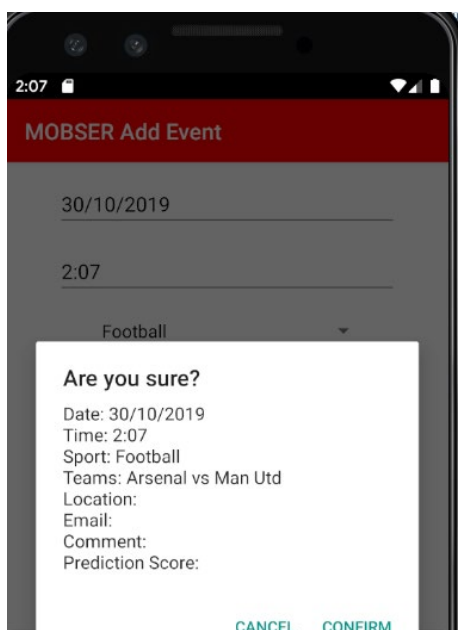 2:07
MOBSER Add Event
30/10/2019
2:07
Football
Are you sure?
Date: 30/10/2019
Time: 2:07
Sport: Football
Teams: Arsenal vs Man Utd
Location:
Email:
Comment:
Prediction Score:
CANCEL CONFIRM